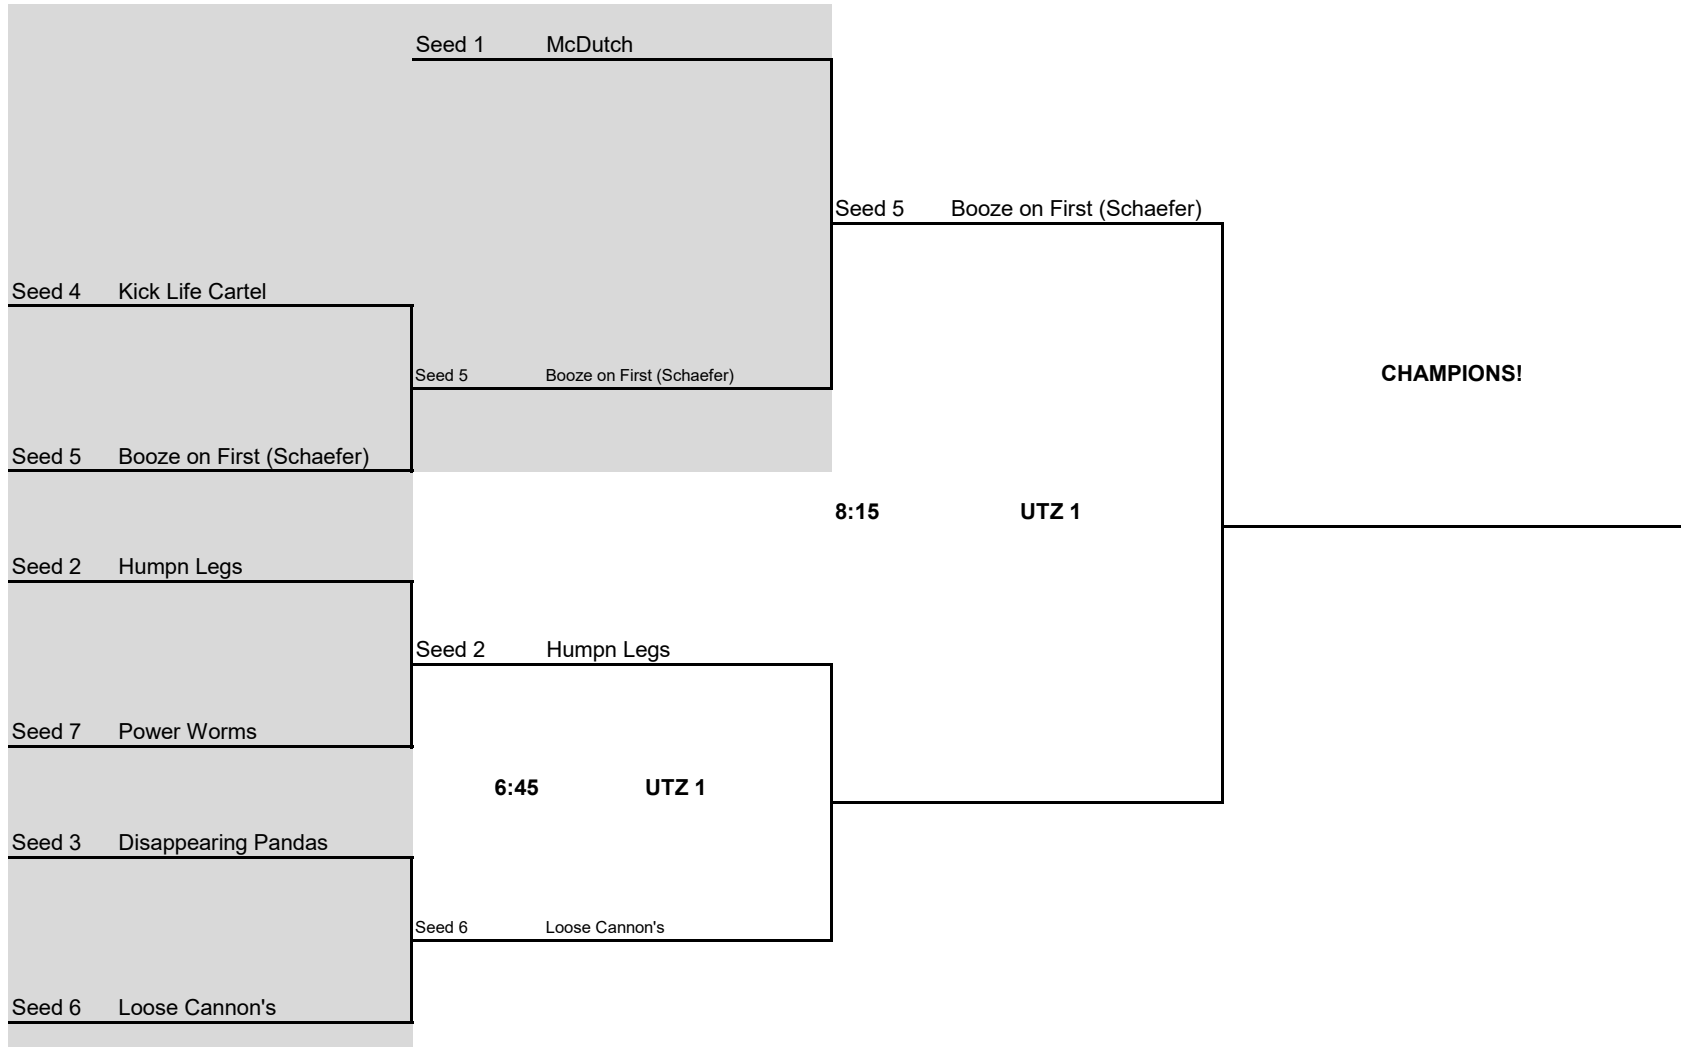 Seed 1 McDutch
Seed 5 Booze on First (Schaefer)
Seed 4 Kick Life Cartel
Seed 5 Booze on First (Schaefer)
CHAMPIONS!
Seed 5 Booze on First (Schaefer)
8:15 UTZ 1
Seed 2 Humpn Legs
Seed 2 Humpn Legs
Seed 7 Power Worms
6:45 UTZ 1
Seed 3 Disappearing Pandas
Seed 6 Loose Cannon's
Seed 6 Loose Cannon's